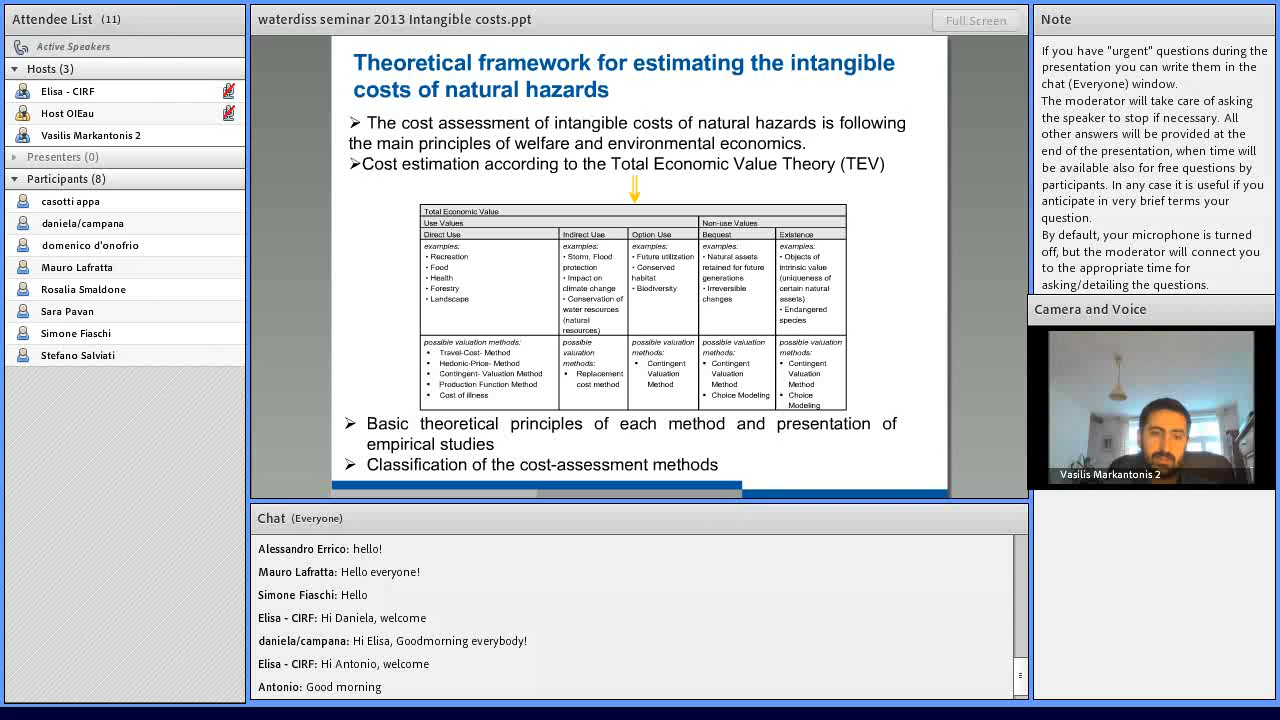 Attendee List (11)
Active Speakers
Hosts (3)
Elisa - CIRF
Host OIEau
Vasilis Markantonis 2
Presenters (0)
Participants (8)
casotti appa
daniela/campana
domenico d'onofrio
Mauro Lafratta
Rosalia Smaldone
Sara Pavan
Simone Fiaschi
Stefano Salviati
waterdiss seminar 2013 Intangible costs.ppt
Full Screen
Theoretical framework for estimating the intangible
costs of natural hazards
➢ The cost assessment of intangible costs of natural hazards is following
the main principles of welfare and environmental economics.
➢Cost estimation according to the Total Economic Value Theory (TEV)
Total Economic Value
Use Values
Non-use Values
Direct Use
Indirect Use
Option Use
Bequest
Existence
examples:
• Recreation
• Food
• Health
• Forestry
• Landscape
examples:
• Storm, Flood
protection
• Impact on
climate change
• Conservation of
water resources
(natural
resources)
examples:
• Future utilization
• Conserved
habitat
• Biodiversity
examples:
• Natural assets
retained for future
generations
• Irreversible
changes
examples:
• Objects of
intrinsic value
(uniqueness of
certain natural
assets)
• Endangered
species
possible valuation methods:
▪ Travel-Cost- Method
▪ Hedonic-Price- Method
▪ Contingent- Valuation Method
▪ Production Function Method
▪ Cost of illness
possible
valuation
methods:
▪ Replacement
cost method
possible valuation
methods:
▪ Contingent
Valuation
Method
possible valuation
methods:
▪ Contingent
Valuation
Method
▪ Choice Modeling
possible valuation
methods:
▪ Contingent
Valuation
Method
▪ Choice
Modeling
➢ Basic theoretical principles of each method and presentation of
empirical studies
➢ Classification of the cost-assessment methods
Chat (Everyone)
Alessandro Errico: hello!
Mauro Lafratta: Hello everyone!
Simone Fiaschi: Hello
Elisa - CIRF: Hi Daniela, welcome
daniela/campana: Hi Elisa, Goodmorning everybody!
Elisa - CIRF: Hi Antonio, welcome
Antonio: Good morning
Note
If you have "urgent" questions during the
presentation you can write them in the
chat (Everyone) window.
The moderator will take care of asking
the speaker to stop if necessary. All
other answers will be provided at the
end of the presentation, when time will
be available also for free questions by
participants. In any case it is useful if you
anticipate in very brief terms your
question.
By default, your microphone is turned
off, but the moderator will connect you
to the appropriate time for
asking/detailing the questions.
Camera and Voice
Vasilis Markantonis 2